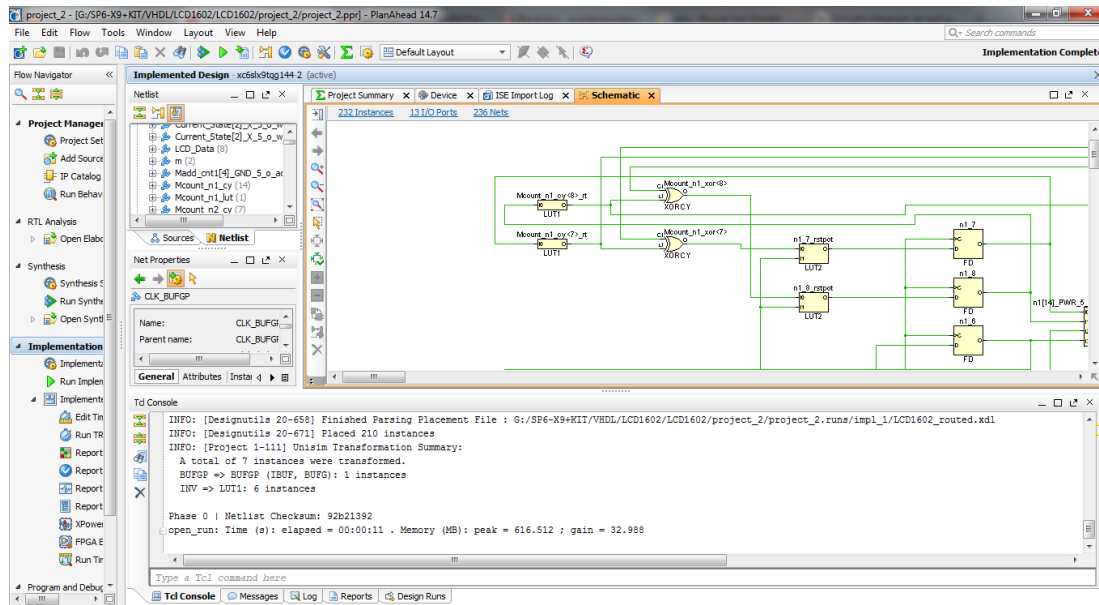 project_2 - [G:/SP6-X9+KIT/VHDL/LCD1602/LCD1602/project_2/project_2.ppr] - PlanAhead 14.7
File Edit Flow Tools Window Layout View Help
Q- Search commands
Default Layout
Implementation Complete
Flow Navigator
Implemented Design - xc6slx9tqg144-2 (active)
Project Manager
Project Set
Add Source
IP Catalog
Run Behav
RTL Analysis
Open Elabo
Synthesis
Synthesis S
Run Synthe
Open Synth
Implementation
Implementa
Run Implen
Implemente
Edit Tin
Run TR
Report
Report
Report
Report
XPower
FPGA E
Run Tir
Program and Debug
Netlist
Current_State[2]_X_5_o_w
Current_State[2]_X_5_o_w
LCD_Data (8)
m (2)
Madd_cnt1[4]_GND_5_o_ad
Mcount_n1_cy (14)
Mcount_n1_lut (1)
Mcount_n2_cy (7)
Sources Netlist
Net Properties
CLK_BUFGP
Name: CLK_BUFGP
Parent name: CLK_BUFGP
General Attributes Instar
Project Summary Device ISE Import Log Schematic
232 Instances 13 I/O Ports 236 Nets
Mcount_n1_cy<8>_rt
LUT1
Mcount_n1_xor<8>
XORCY
Mcount_n1_cy<7>_rt
LUT1
Mcount_n1_xor<7>
XORCY
n1_7_rstpot
LUT2
n1_8_rstpot
LUT2
n1_7
FD
n1_8
FD
n1_6
FD
n1[14]_PWR_5_
Tcl Console
INFO: [Designutils 20-658] Finished Parsing Placement File : G:/SP6-X9+KIT/VHDL/LCD1602/LCD1602/project_2/project_2.runs/impl_1/LCD1602_routed.xdl
INFO: [Designutils 20-671] Placed 210 instances
INFO: [Project 1-111] Unisim Transformation Summary:
A total of 7 instances were transformed.
BUFGP => BUFGP (IBUF, BUFG): 1 instances
INV => LUT1: 6 instances
Phase 0 | Netlist Checksum: 92b21392
open_run: Time (s): elapsed = 00:00:11 . Memory (MB): peak = 616.512 ; gain = 32.988
Type a Tcl command here
Tcl Console Messages Log Reports Design Runs